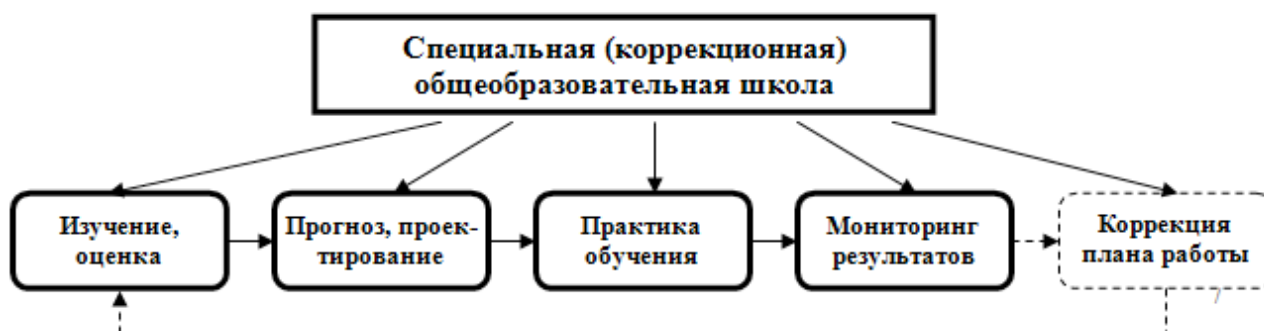 Специальная (коррекционная)
общеобразовательная школа
Изучение,
оценка
Прогноз, проек-
тирование
Практика
обучения
Мониторинг
результатов
Коррекция
плана работы
7